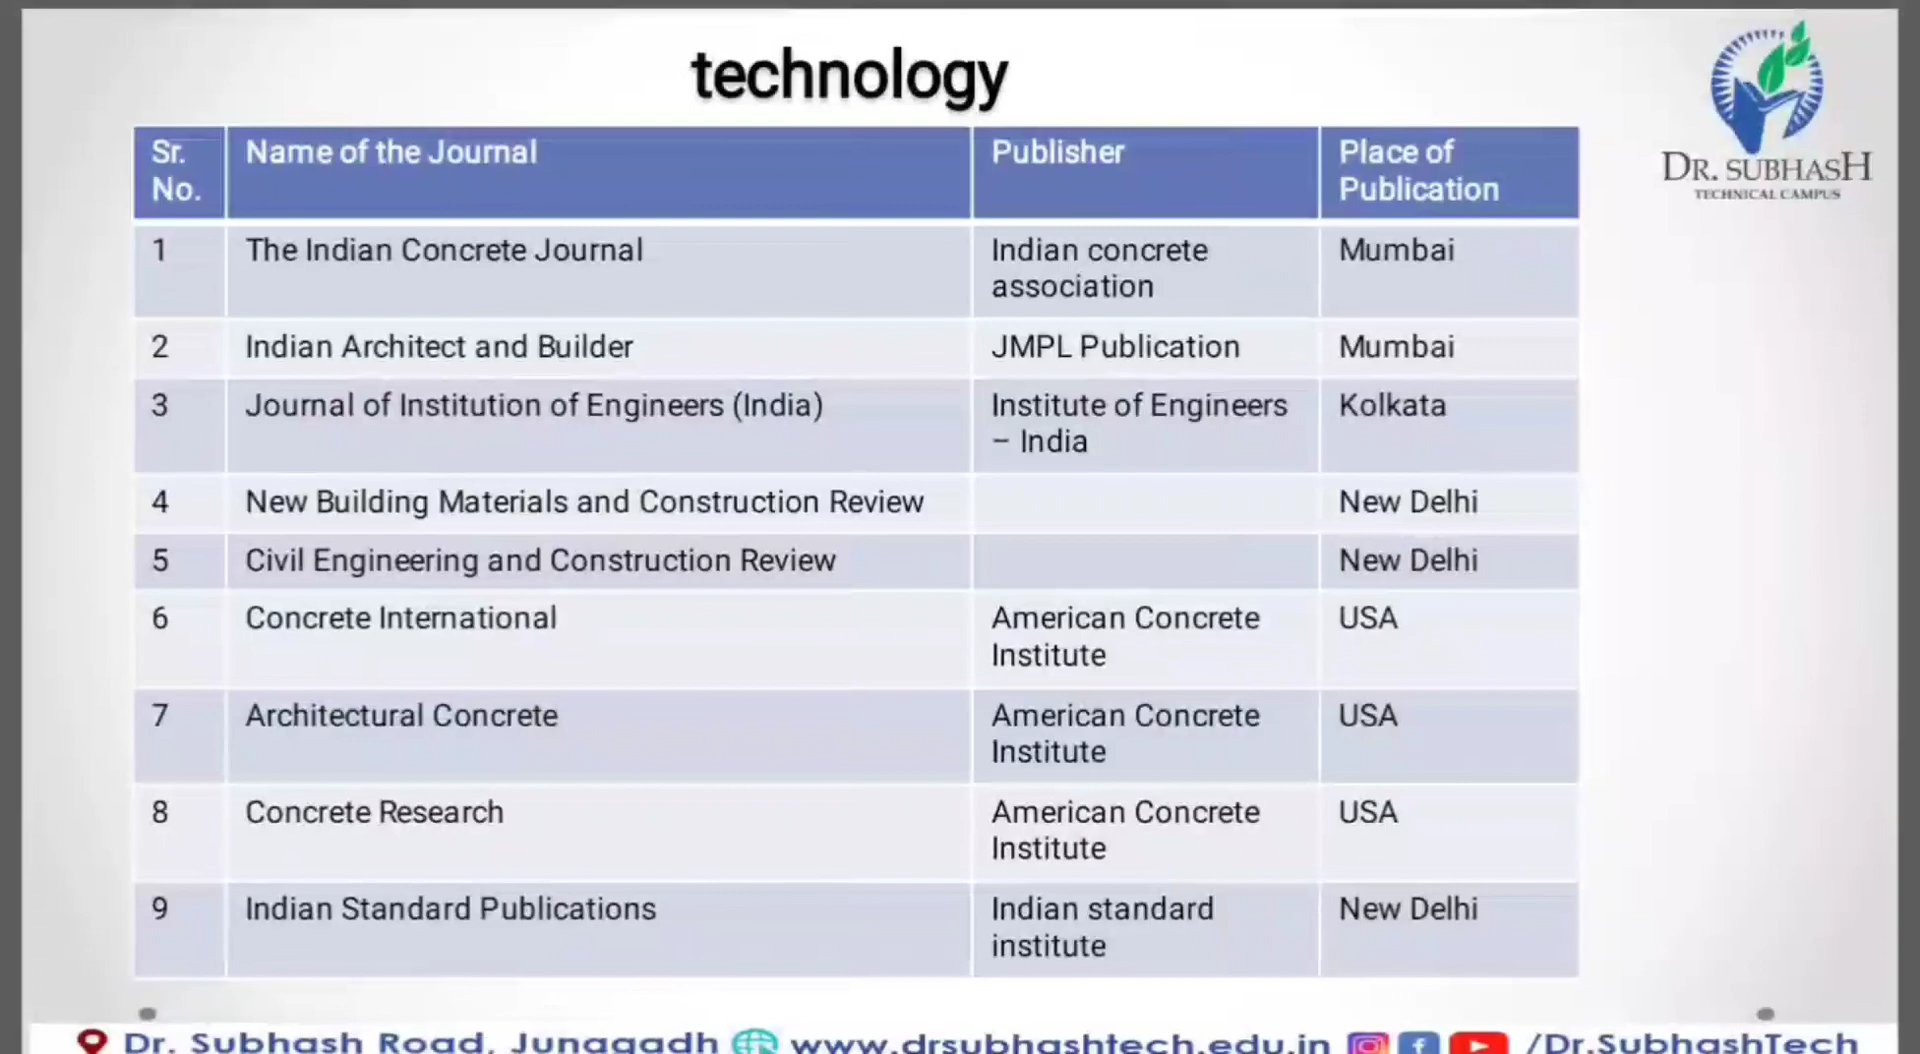 technology
DR. SUBHASH
TECHNICAL CAMPUS
Sr. No. Name of the Journal Publisher Place of Publication
1 The Indian Concrete Journal Indian concrete association Mumbai
2 Indian Architect and Builder JMPL Publication Mumbai
3 Journal of Institution of Engineers (India) Institute of Engineers – India Kolkata
4 New Building Materials and Construction Review New Delhi
5 Civil Engineering and Construction Review New Delhi
6 Concrete International American Concrete Institute USA
7 Architectural Concrete American Concrete Institute USA
8 Concrete Research American Concrete Institute USA
9 Indian Standard Publications Indian standard institute New Delhi
Dr. Subhash Road, Junagadh www.drsubhashtech.edu.in /Dr.SubhashTech